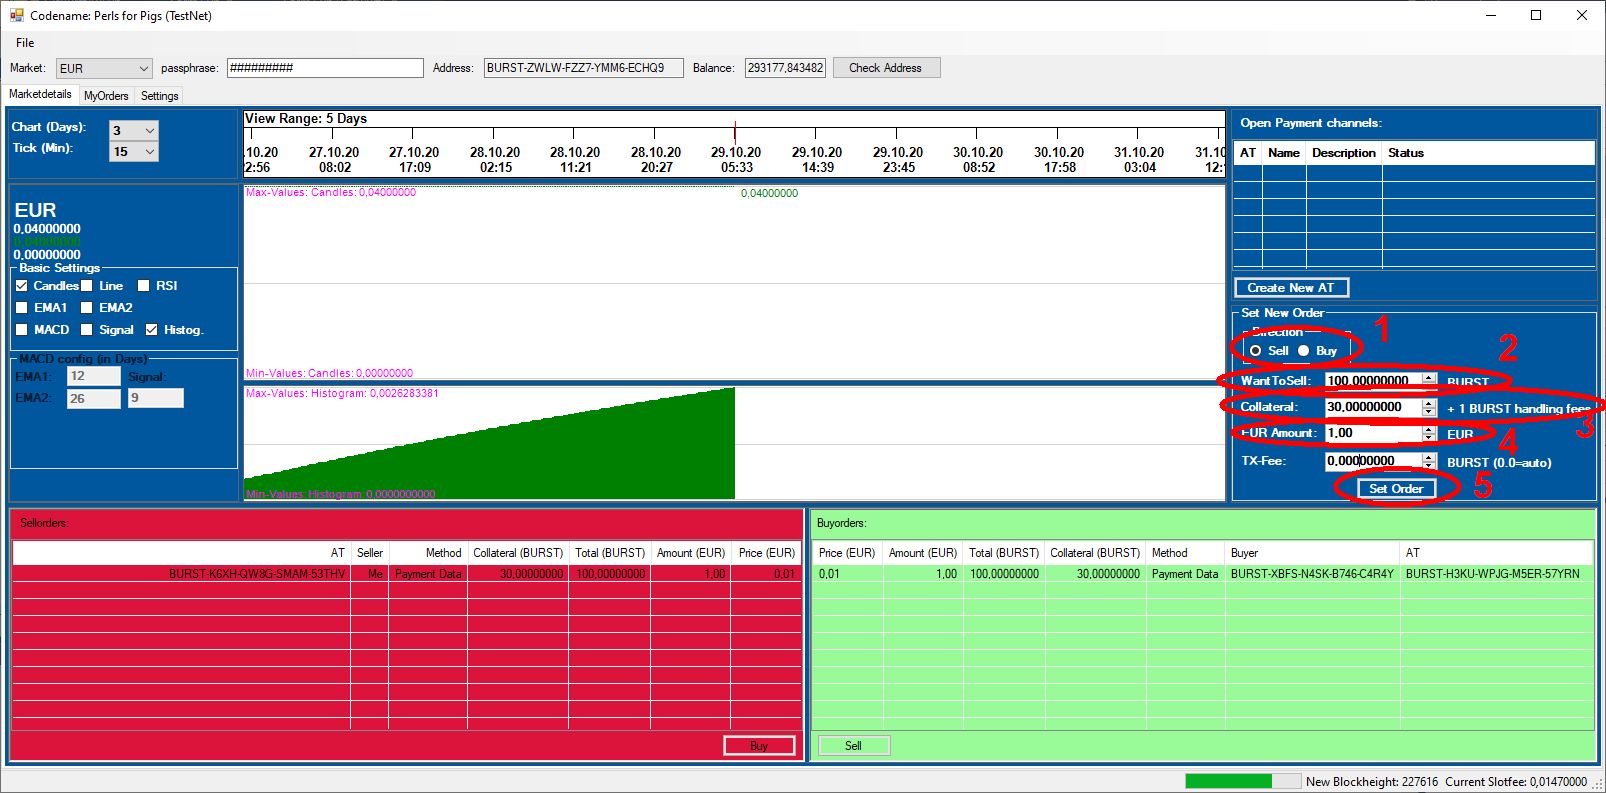 Codename: Perls for Pigs (TestNet)
File
Market: EUR passphrase: ######### Address: BURST-ZWLW-FZZ7-YMM6-ECHQ9 Balance: 293177,843482 Check Address
Marketdetails MyOrders Settings
Chart (Days): 3
Tick (Min): 15
View Range: 5 Days
.10.20 27.10.20 27.10.20 28.10.20 28.10.20 28.10.20 29.10.20 29.10.20 29.10.20 30.10.20 30.10.20 31.10.20 31.10
2:56 08:02 17:09 02:15 11:21 20:27 05:33 14:39 23:45 08:52 17:58 03:04 12:
Max-Values: Candles: 0,04000000
0,04000000
Min-Values: Candles: 0,00000000
Max-Values: Histogram: 0,0026283381
Min-Values: Histogram: 0,0000000000
EUR
0,04000000
0,04000000
0,00000000
Basic Settings
Candles Line RSI
EMA1 EMA2
MACD Signal Histog.
MACD config (in Days)
EMA1: 12 Signal:
EMA2: 26 9
Open Payment channels:
AT Name Description Status
Create New AT
Set New Order
Direction
Sell Buy
1
WantToSell: 100,00000000 BURST
2
Collateral: 30,00000000 + 1 BURST handling fees
3
EUR Amount: 1,00 EUR
4
TX-Fee: 0,00000000 BURST (0.0=auto)
Set Order
5
Sellorders:
AT Seller Method Collateral (BURST) Total (BURST) Amount (EUR) Price (EUR)
BURST-K6XH-QW8G-SMAM-53THV Me Payment Data 30,00000000 100,00000000 1,00 0,01
Buy
Buyorders:
Price (EUR) Amount (EUR) Total (BURST) Collateral (BURST) Method Buyer AT
0,01 1,00 100,00000000 30,00000000 Payment Data BURST-XBFS-N4SK-B746-C4R4Y BURST-H3KU-WPJG-M5ER-57YRN
Sell
New Blockheight: 227616 Current Slotfee: 0,01470000